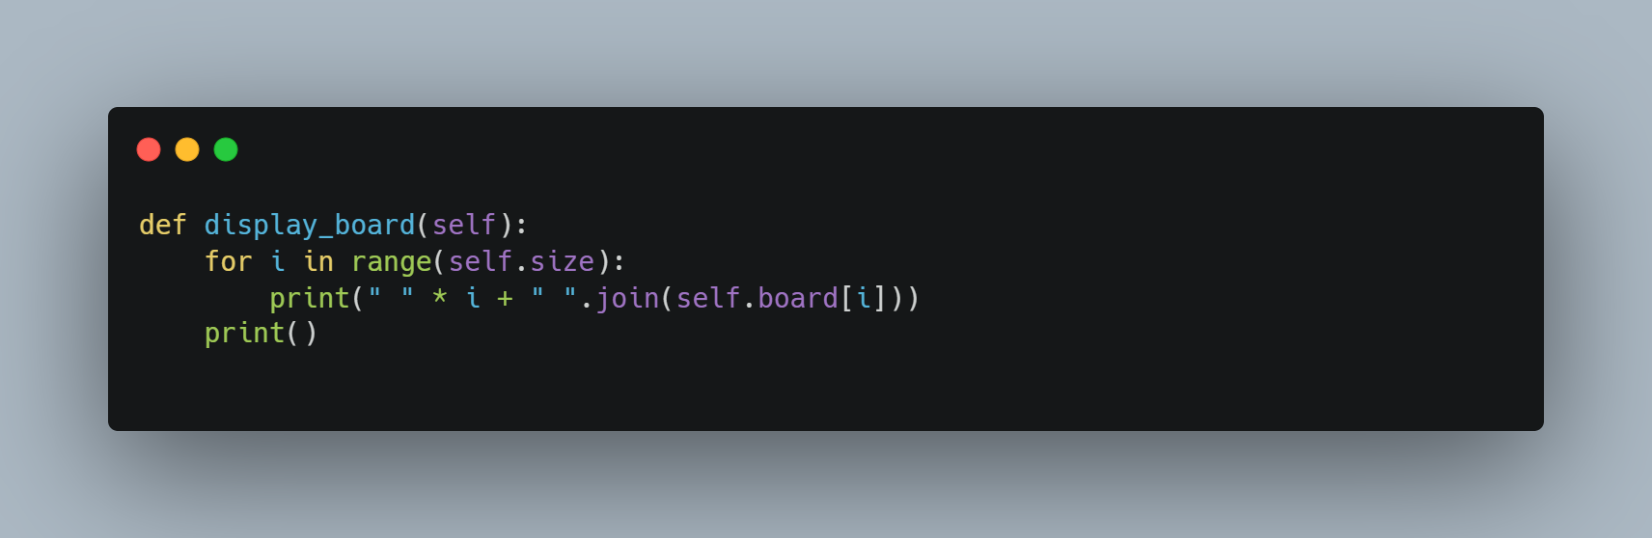 def display_board(self):
    for i in range(self.size):
        print(" " * i + " ".join(self.board[i]))
    print()